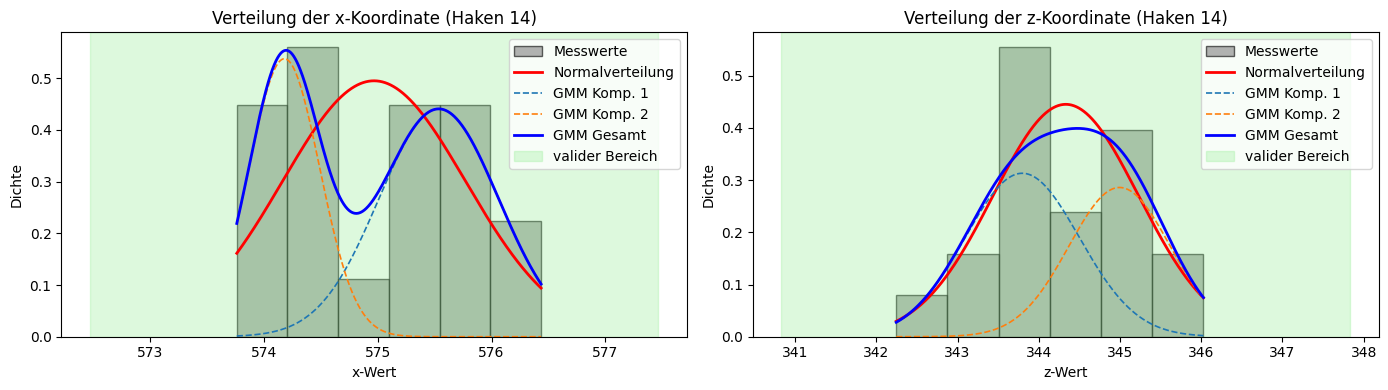 Verteilung der x-Koordinate (Haken 14)
Dichte
0.5
0.4
0.3
0.2
0.1
0.0
573
574
575
576
577
x-Wert
Messwerte
Normalverteilung
GMM Komp. 1
GMM Komp. 2
GMM Gesamt
valider Bereich
Verteilung der z-Koordinate (Haken 14)
Dichte
0.5
0.4
0.3
0.2
0.1
0.0
341
342
343
344
345
346
347
348
z-Wert
Messwerte
Normalverteilung
GMM Komp. 1
GMM Komp. 2
GMM Gesamt
valider Bereich